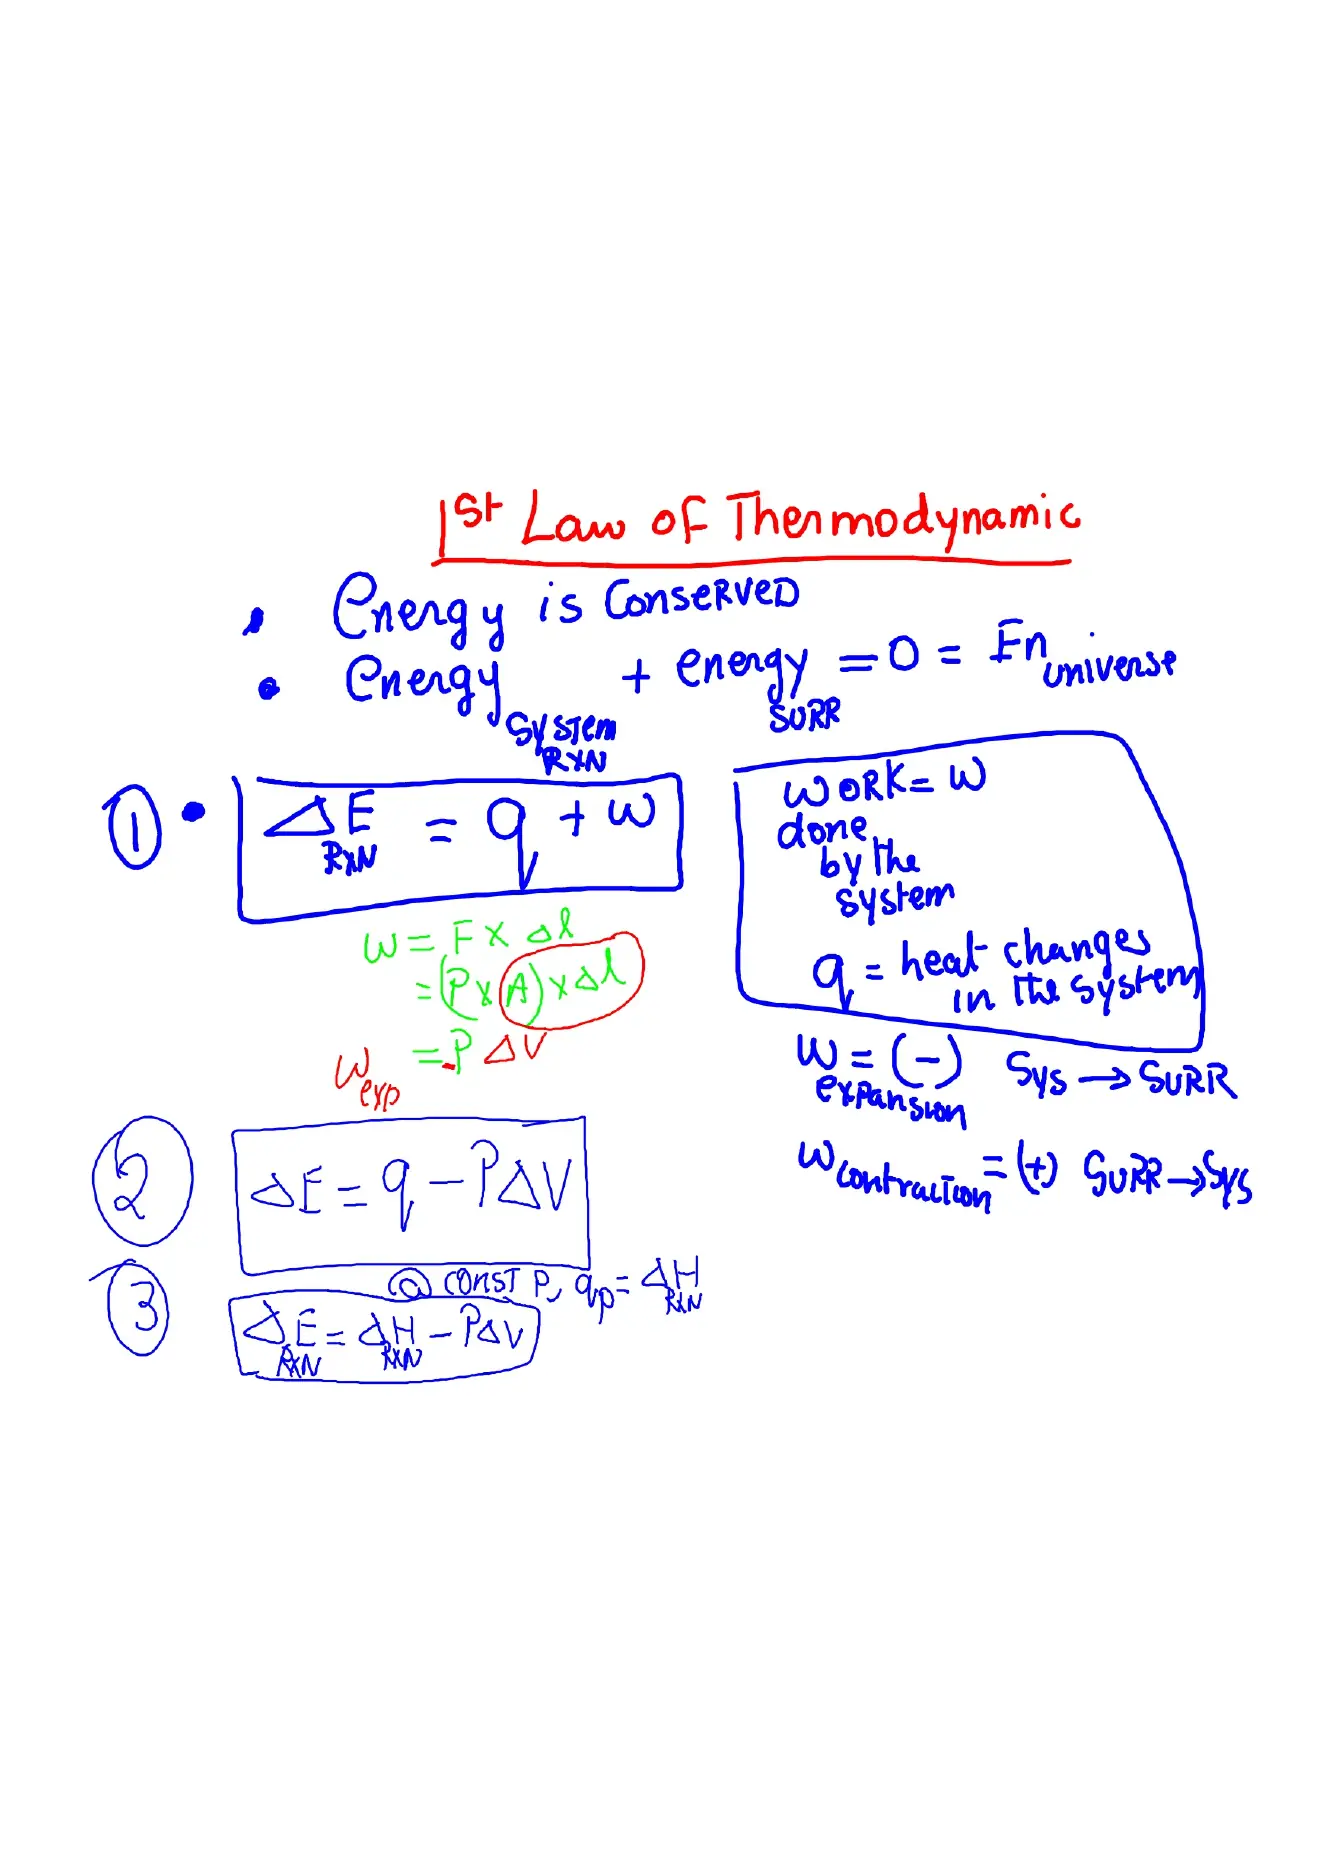 1st Law of Thermodynamic
• Energy is Conserved
• Energy system RXN + energy surr = 0 = En universe
① • ΔE RXN = q + w
work = w
done
by the
system
q = heat changes
in the system
w = F x Δl
= (P x A) x Δl
w exp = -P ΔV
w expansion = (-) Sys → SURR
w contraction = (+) SURR → Sys
② ΔE = q - PΔV
@ const P, qp = ΔH RXN
③ ΔE RXN = ΔH RXN - PΔV